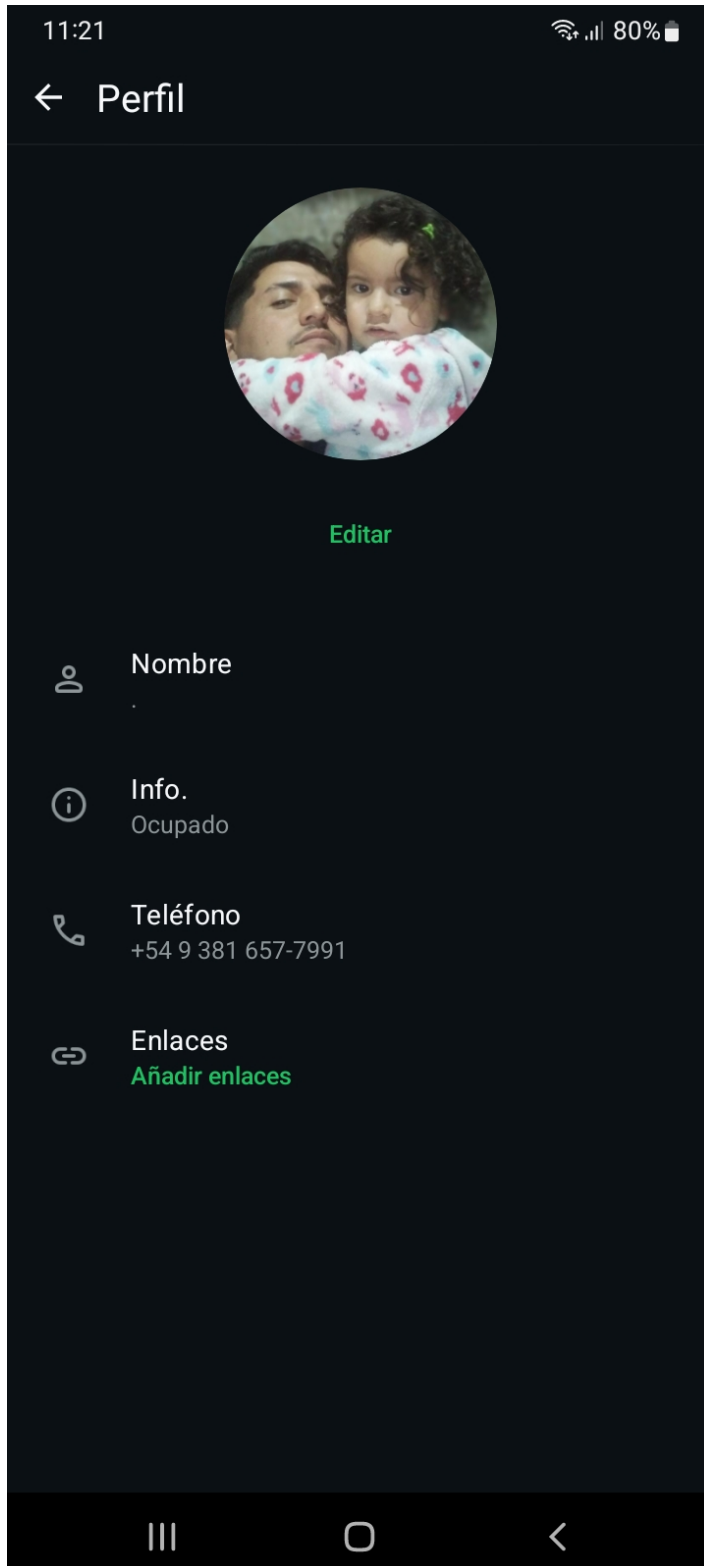 11:21 80%
Perfil
Editar
Nombre
.
Info.
Ocupado
Teléfono
+54 9 381 657-7991
Enlaces
Añadir enlaces